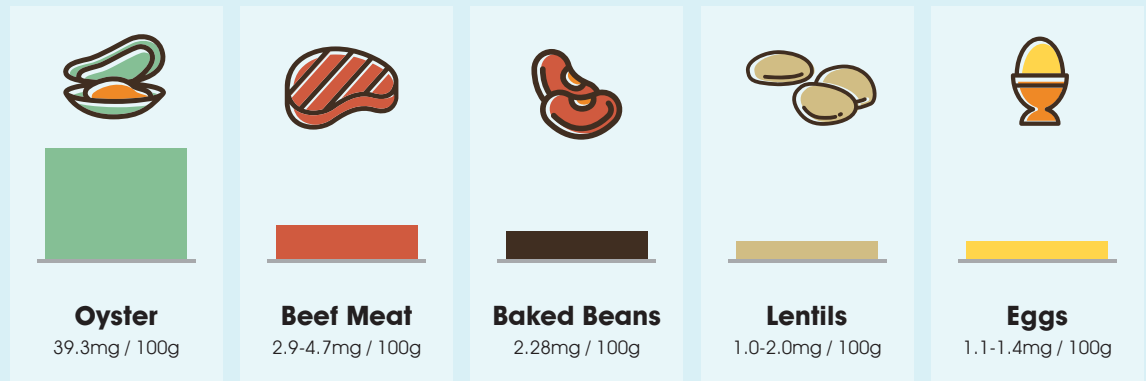 Oyster
39.3mg / 100g
Beef Meat
2.9-4.7mg / 100g
Baked Beans
2.28mg / 100g
Lentils
1.0-2.0mg / 100g
Eggs
1.1-1.4mg / 100g